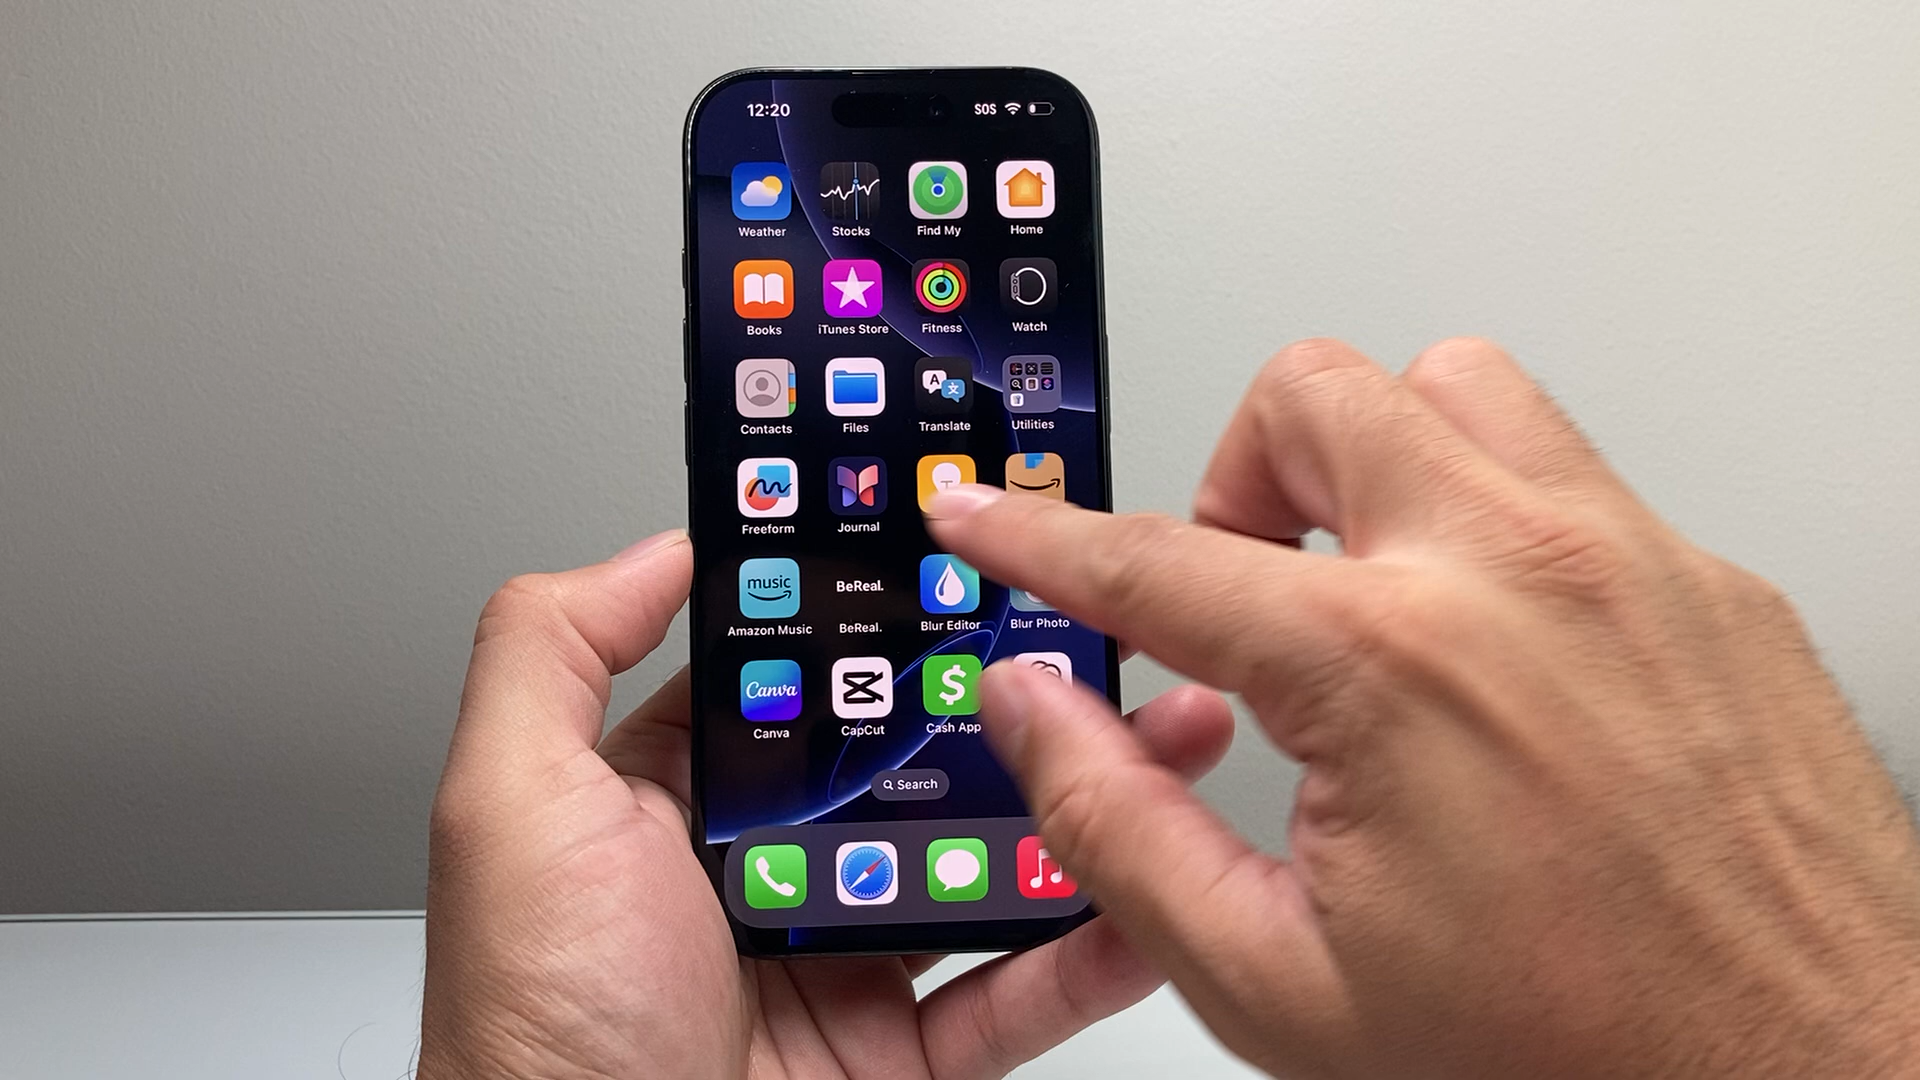 12:20 SOS
Weather Stocks Find My Home
Books iTunes Store Fitness Watch
A 文
Contacts Files Translate Utilities
Freeform Journal
music BeReal.
Amazon Music BeReal. Blur Editor Blur Photo
Canva $
Canva CapCut Cash App
Search